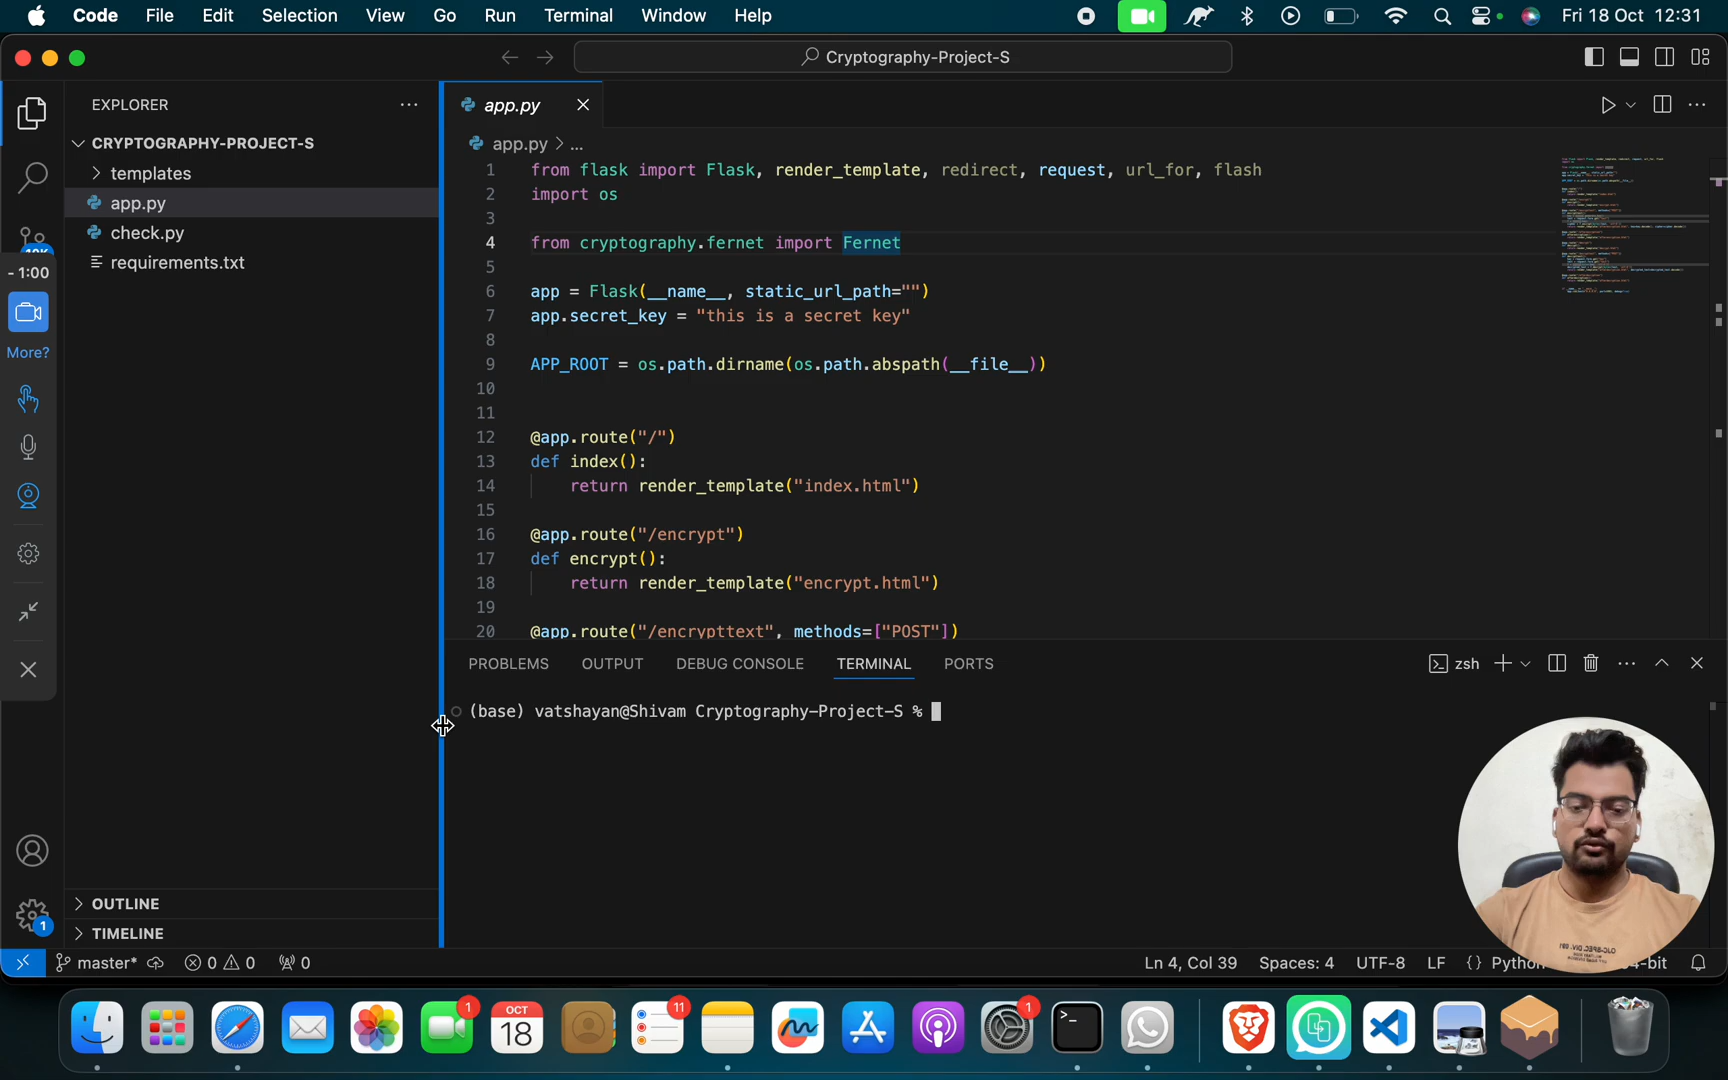 Code File Edit Selection View Go Run Terminal Window Help Fri 18 Oct 12:31
Cryptography-Project-S
EXPLORER
app.py
CRYPTOGRAPHY-PROJECT-S
app.py > ...
templates
app.py
check.py
requirements.txt
- 1:00
More?
1 from flask import Flask, render_template, redirect, request, url_for, flash
2 import os
3
4 from cryptography.fernet import Fernet
5
6 app = Flask(__name__, static_url_path="")
7 app.secret_key = "this is a secret key"
8
9 APP_ROOT = os.path.dirname(os.path.abspath(__file__))
10
11
12 @app.route("/")
13 def index():
14 return render_template("index.html")
15
16 @app.route("/encrypt")
17 def encrypt():
18 return render_template("encrypt.html")
19
20 @app.route("/encrypttext", methods=["POST"])
PROBLEMS OUTPUT DEBUG CONSOLE TERMINAL PORTS zsh
(base) vatshayan@Shivam Cryptography-Project-S %
OUTLINE
1
TIMELINE
master* 0 0 0 Ln 4, Col 39 Spaces: 4 UTF-8 LF {} -bit
1 OCT 11 1
18